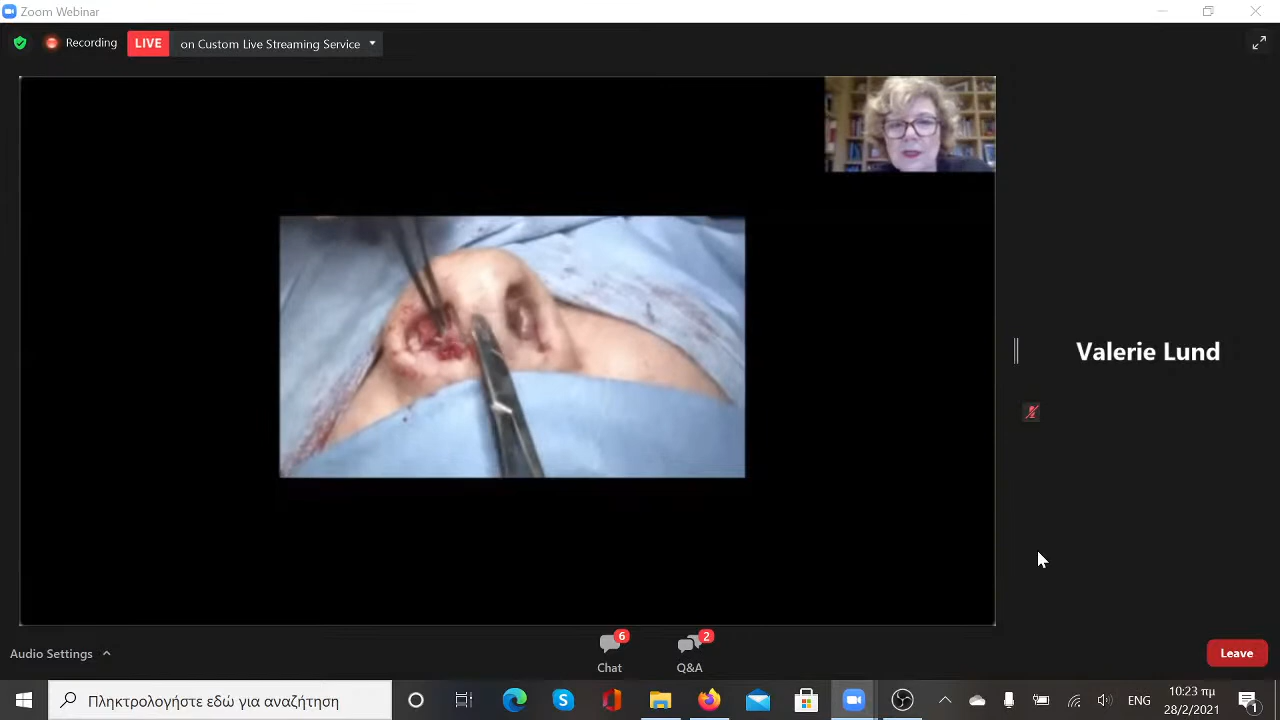 Zoom Webinar
Recording
LIVE on Custom Live Streaming Service
Valerie Lund
6
2
Audio Settings
Chat
Q&A
Leave
Πληκτρολογήστε εδώ για αναζήτηση
ENG
10:23 πμ
28/2/2021
1